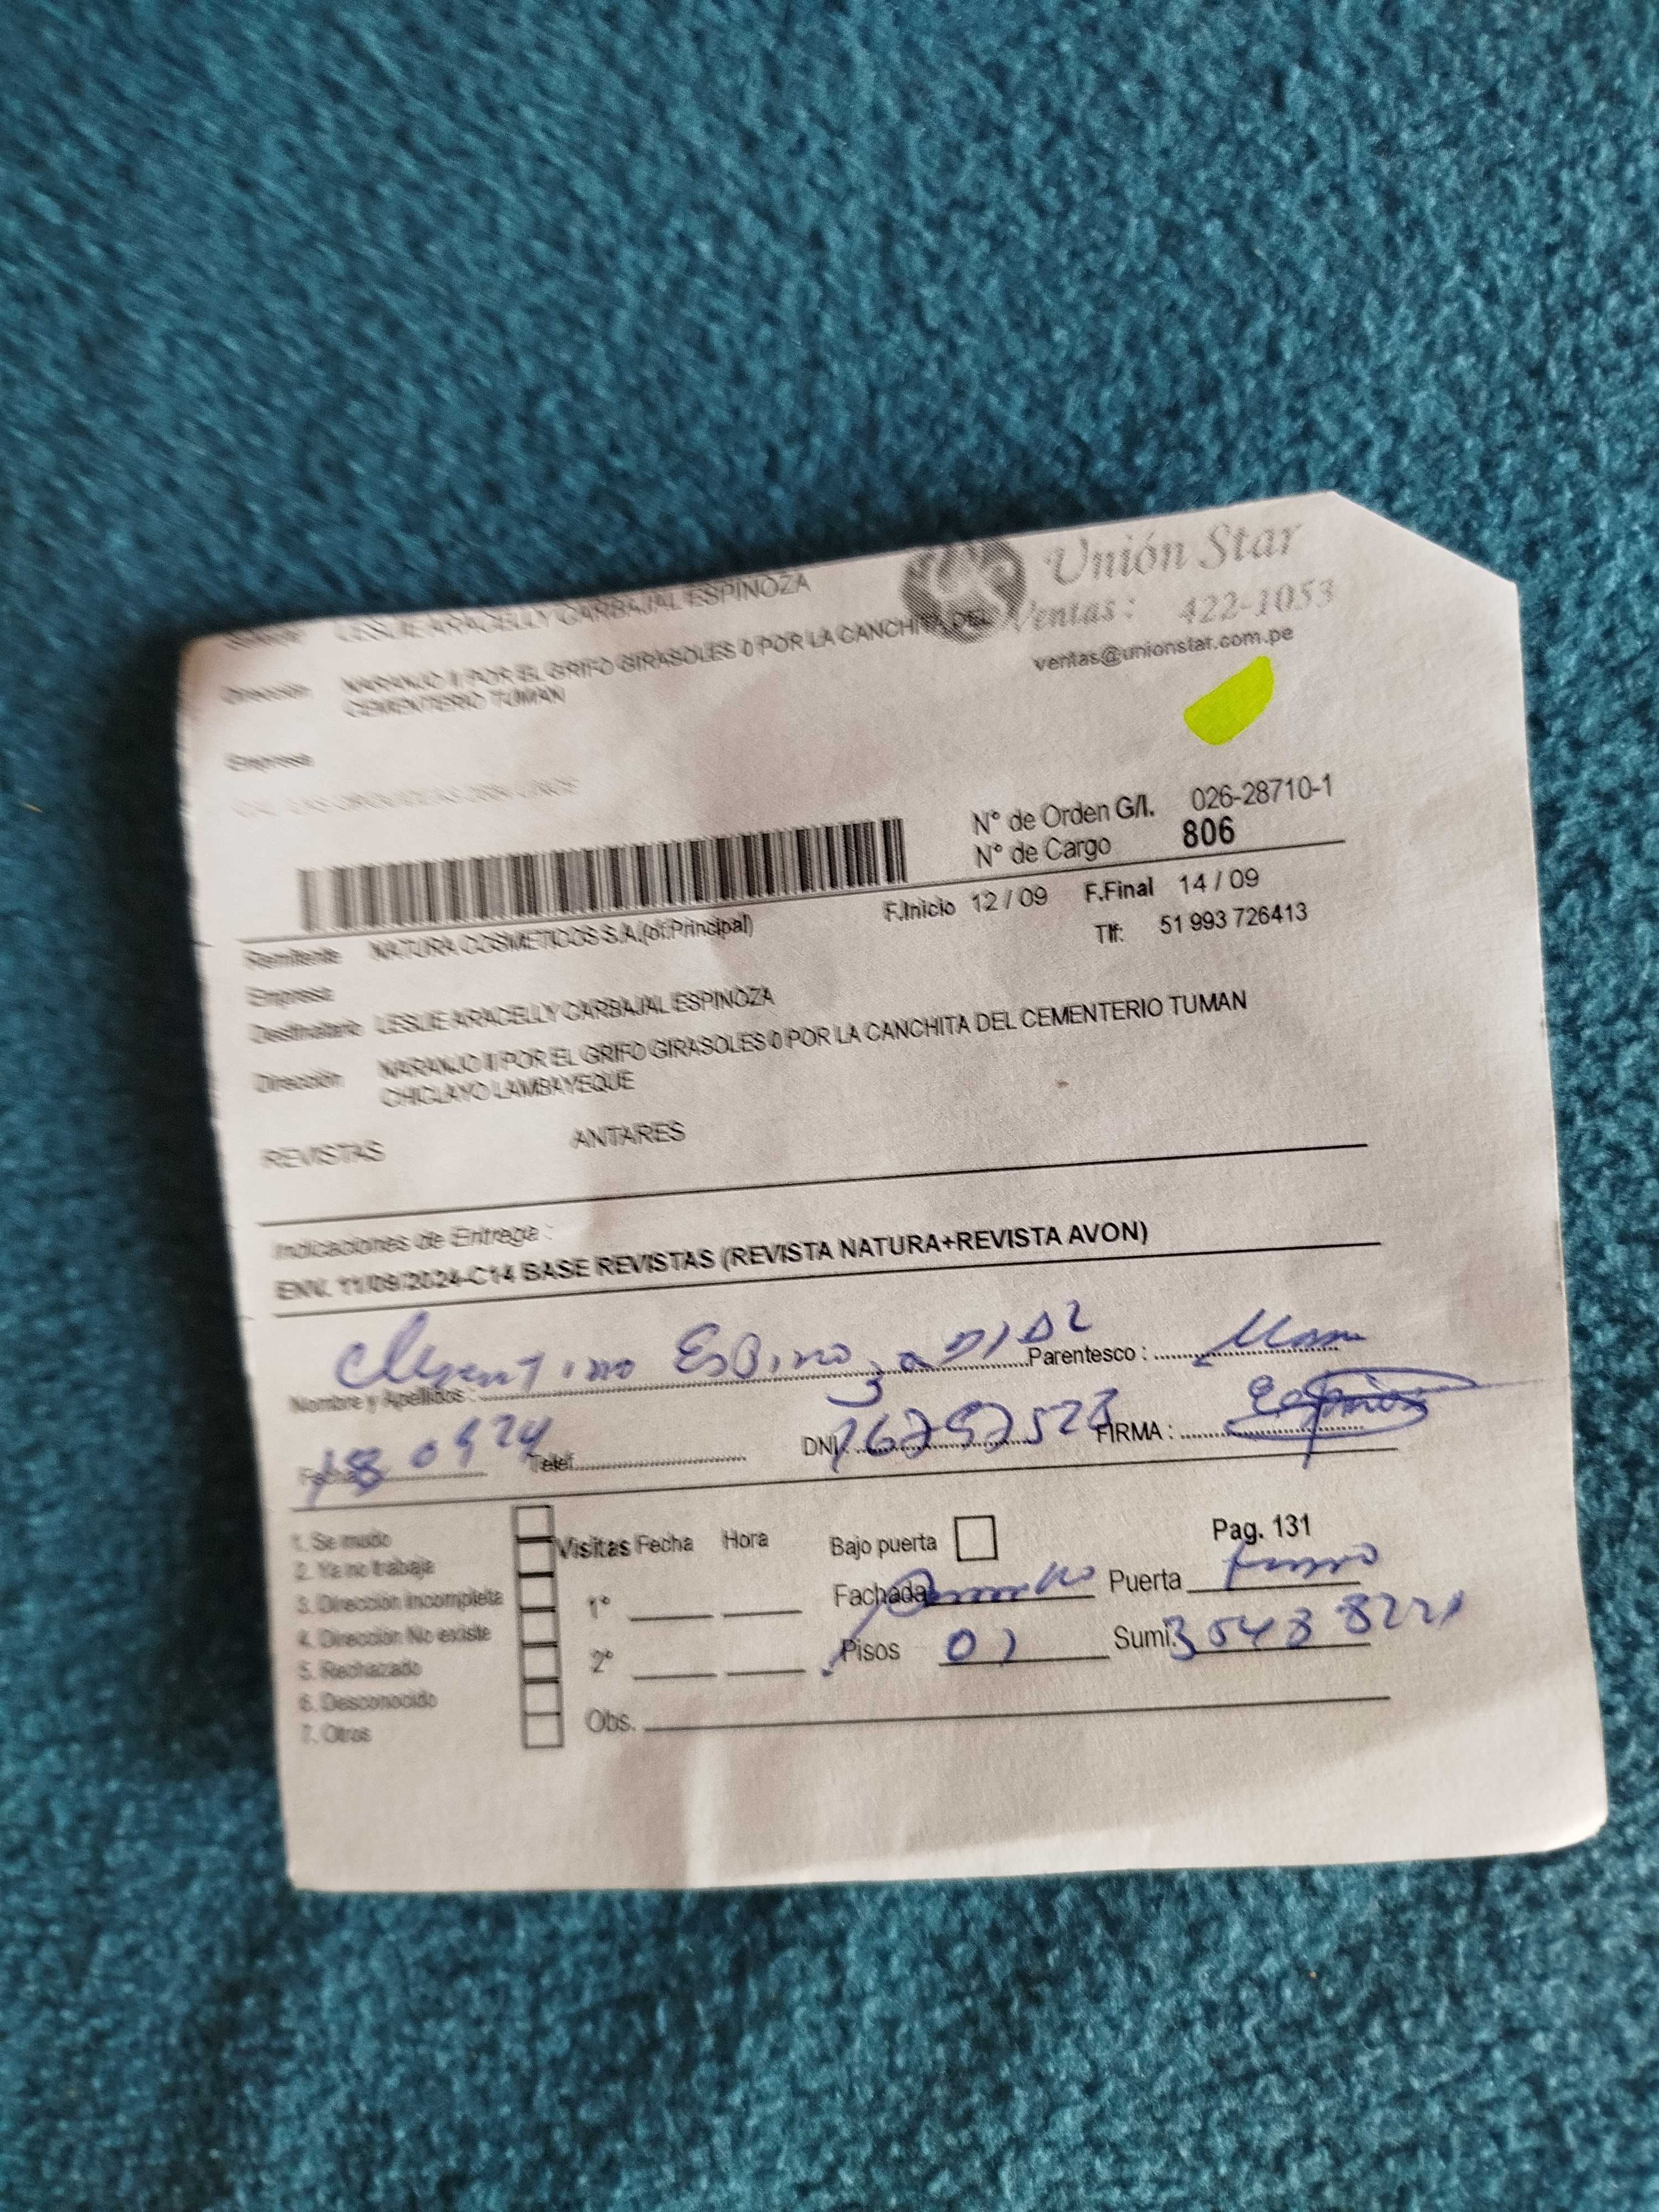 Unión Star
LESLIE ARACELLY CARBAJAL ESPINOZA
Ventas : 422-1053
Dirección NARANJO II POR EL GRIFO GIRASOLES 0 POR LA CANCHITA DEL
ventas@unionstar.com.pe
CEMENTERIO TUMAN
Empresa
N° de Orden G/I. 026-28710-1
N° de Cargo 806
F.Inicio 12 / 09 F.Final 14 / 09
Remitente NATURA COSMETICOS S.A.(of.Principal)
Tlf: 51 993 726413
Empresa
Destinatario LESLIE ARACELLY CARBAJAL ESPINOZA
Dirección NARANJO II POR EL GRIFO GIRASOLES 0 POR LA CANCHITA DEL CEMENTERIO TUMAN
CHICLAYO LAMBAYEQUE
REVISTAS ANTARES
Indicaciones de Entrega :
ENV. 11/09/2024-C14 BASE REVISTAS (REVISTA NATURA+REVISTA AVON)
Nombre y Apellidos : Parentesco :
Fecha Telef. DNI. FIRMA :
1. Se mudo
2. Ya no trabaja
3. Dirección incompleta
4. Dirección No existe
5. Rechazado
6. Desconocido
7. Otros
Visitas Fecha Hora
1°
2°
Obs.
Bajo puerta Pag. 131
Fachada Puerta
Pisos Sumi.